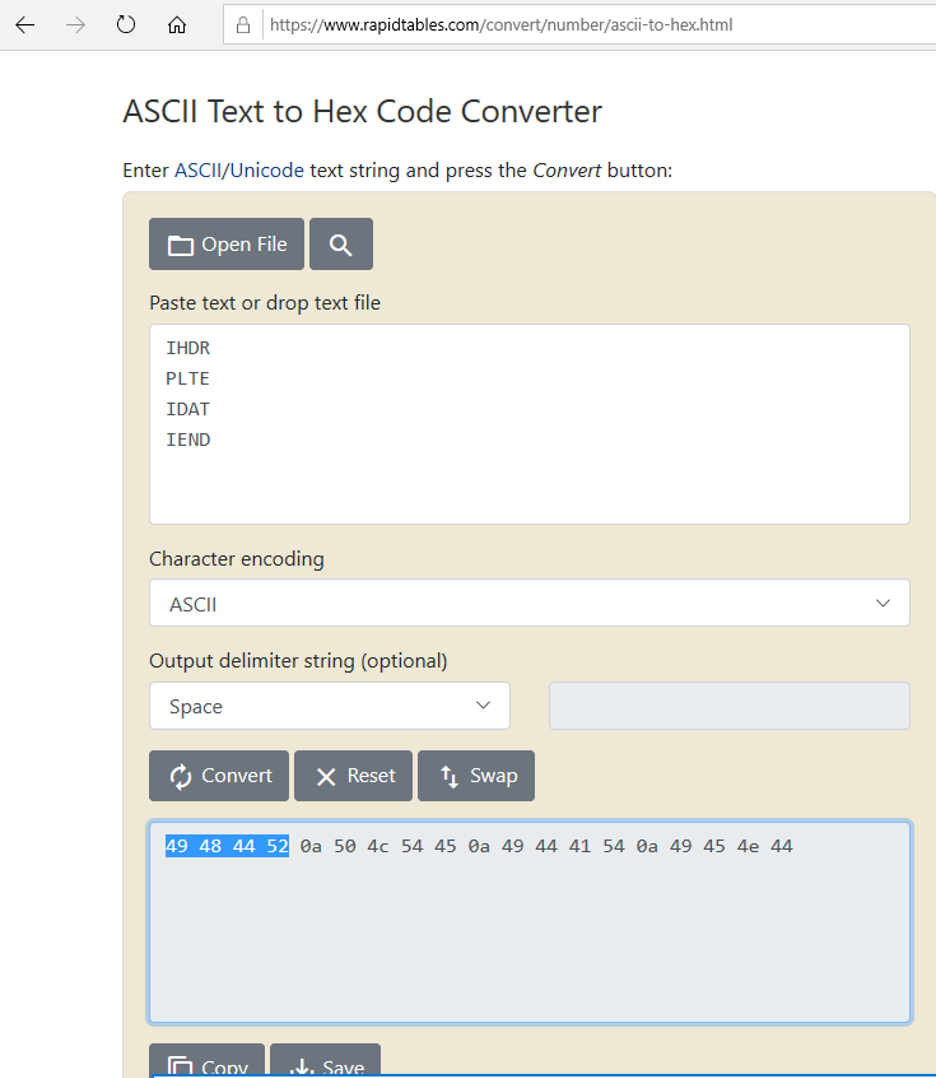 https://www.rapidtables.com/convert/number/ascii-to-hex.html
ASCII Text to Hex Code Converter
Enter ASCII/Unicode text string and press the Convert button:
Open File
Paste text or drop text file
IHDR
PLTE
IDAT
IEND
Character encoding
ASCII
Output delimiter string (optional)
Space
Convert Reset Swap
49 48 44 52 0a 50 4c 54 45 0a 49 44 41 54 0a 49 45 4e 44
Copy Save